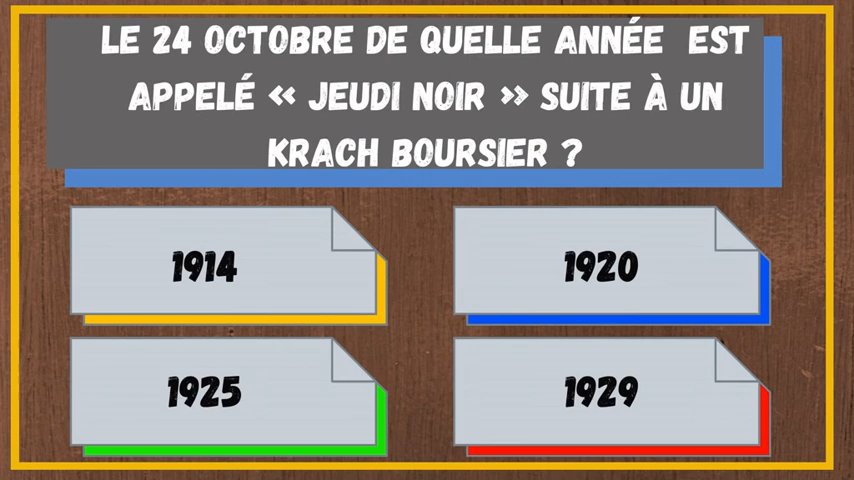 LE 24 OCTOBRE DE QUELLE ANNÉE EST
APPELÉ « JEUDI NOIR » SUITE À UN
KRACH BOURSIER ?
1914
1920
1925
1929